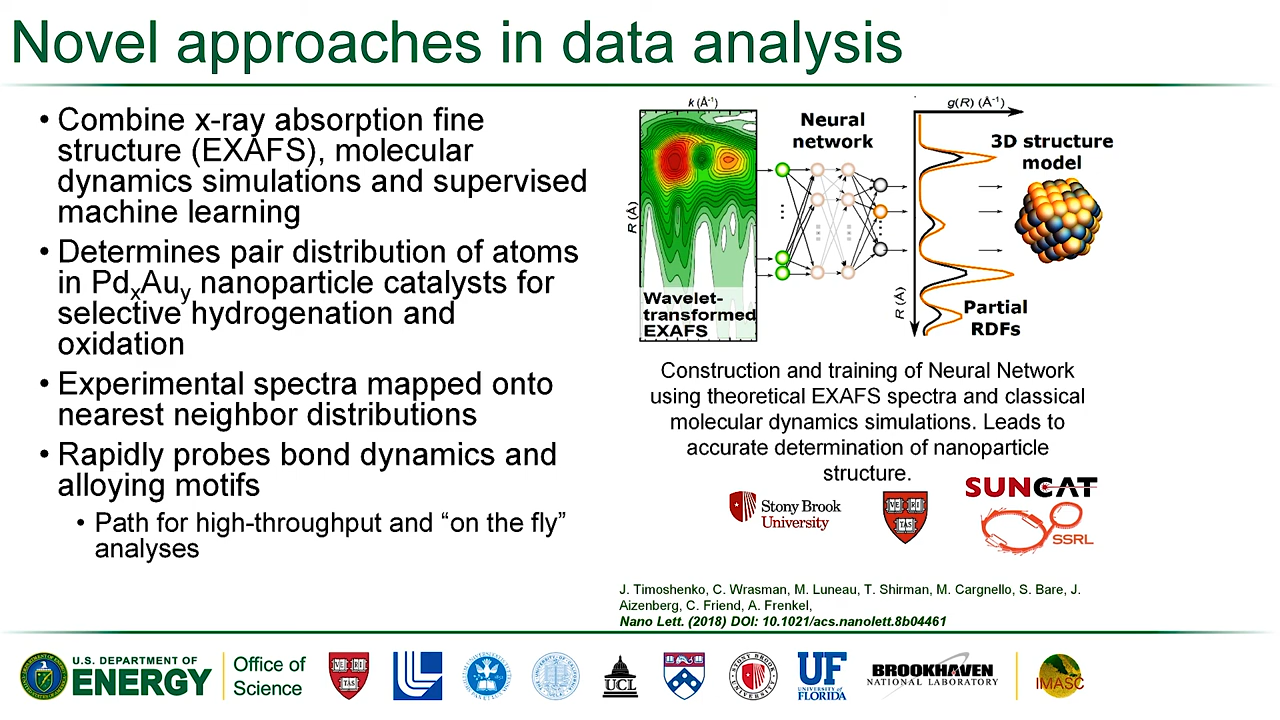 Novel approaches in data analysis
• Combine x-ray absorption fine
structure (EXAFS), molecular
dynamics simulations and supervised
machine learning
• Determines pair distribution of atoms
in PdxAuy nanoparticle catalysts for
selective hydrogenation and
oxidation
• Experimental spectra mapped onto
nearest neighbor distributions
• Rapidly probes bond dynamics and
alloying motifs
• Path for high-throughput and “on the fly”
analyses
k (Å-1)
R (Å)
Wavelet-
transformed
EXAFS
Neural
network
g(R) (Å-1)
R (Å)
3D structure
model
Partial
RDFs
Construction and training of Neural Network
using theoretical EXAFS spectra and classical
molecular dynamics simulations. Leads to
accurate determination of nanoparticle
structure.
Stony Brook
University
VE RI
TAS
SUNCAT
SSRL
J. Timoshenko, C. Wrasman, M. Luneau, T. Shirman, M. Cargnello, S. Bare, J.
Aizenberg, C. Friend, A. Frenkel,
Nano Lett. (2018) DOI: 10.1021/acs.nanolett.8b04461
U.S. DEPARTMENT OF
ENERGY
Office of
Science
VE RI
TAS
UCL
UF
UNIVERSITY of
FLORIDA
BROOKHAVEN
NATIONAL LABORATORY
IMASC